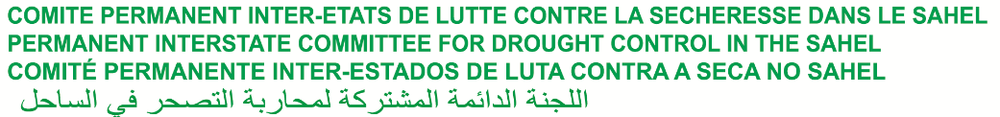 COMITE PERMANENT INTER-ETATS DE LUTTE CONTRE LA SECHERESSE DANS LE SAHEL
PERMANENT INTERSTATE COMMITTEE FOR DROUGHT CONTROL IN THE SAHEL
COMITÉ PERMANENTE INTER-ESTADOS DE LUTA CONTRA A SECA NO SAHEL
اللجنة الدائمة المشتركة لمحاربة التصحر في الساحل